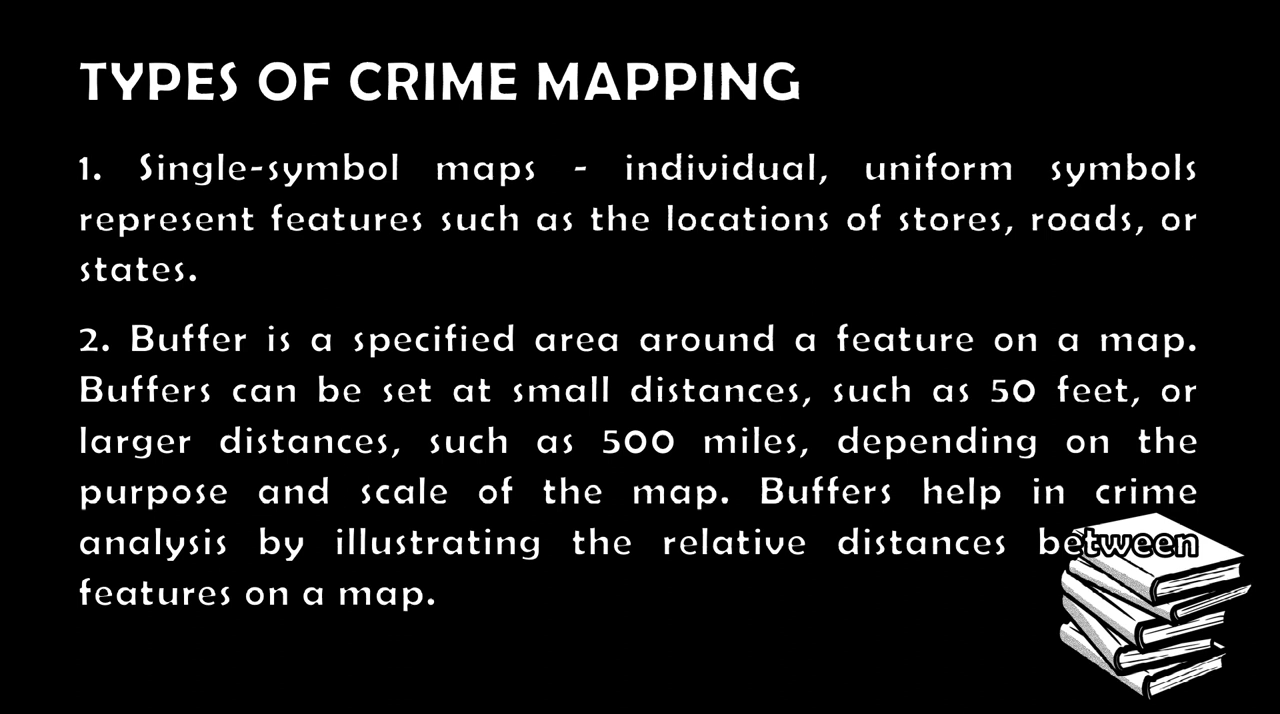 TYPES OF CRIME MAPPING
1. Single-symbol maps - individual, uniform symbols
represent features such as the locations of stores, roads, or
states.
2. Buffer is a specified area around a feature on a map.
Buffers can be set at small distances, such as 50 feet, or
larger distances, such as 500 miles, depending on the
purpose and scale of the map. Buffers help in crime
analysis by illustrating the relative distances between
features on a map.